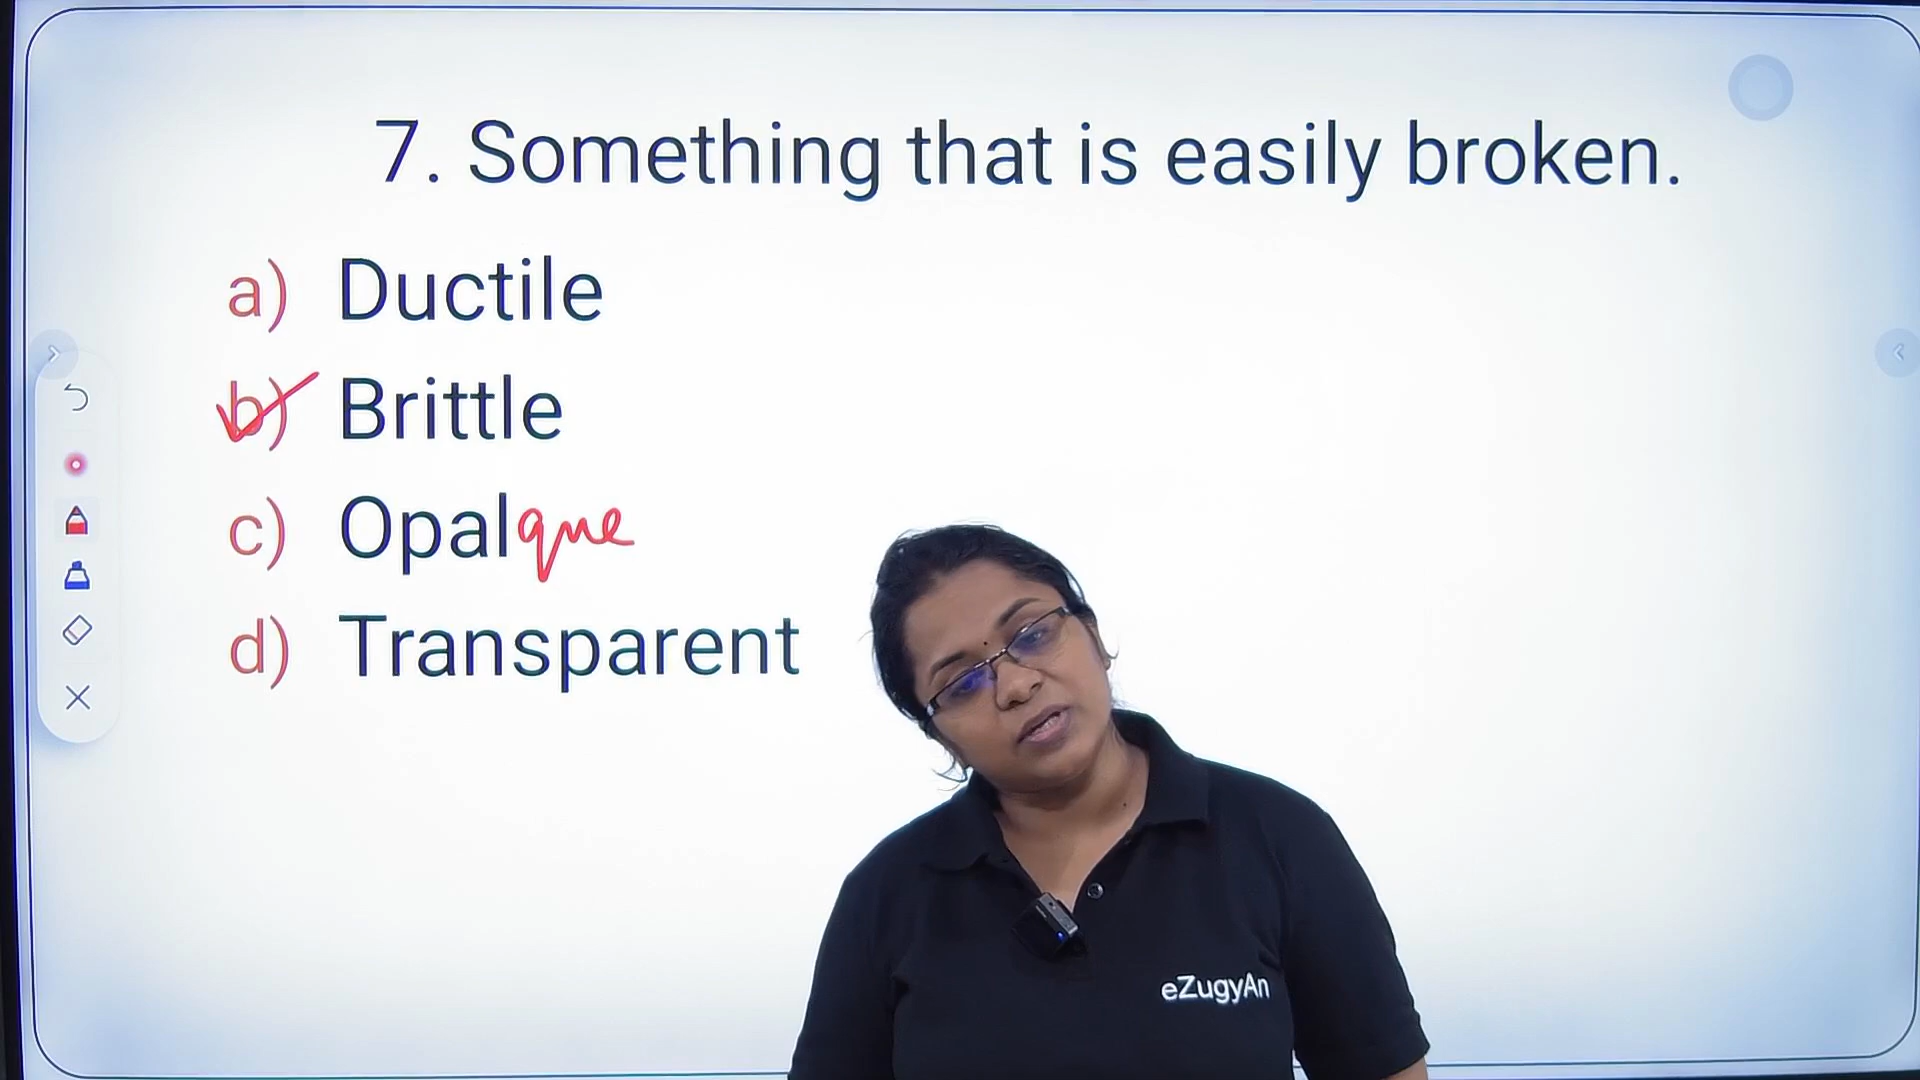 7. Something that is easily broken.
a) Ductile
b) Brittle
c) Opalque
d) Transparent
eZugyAn